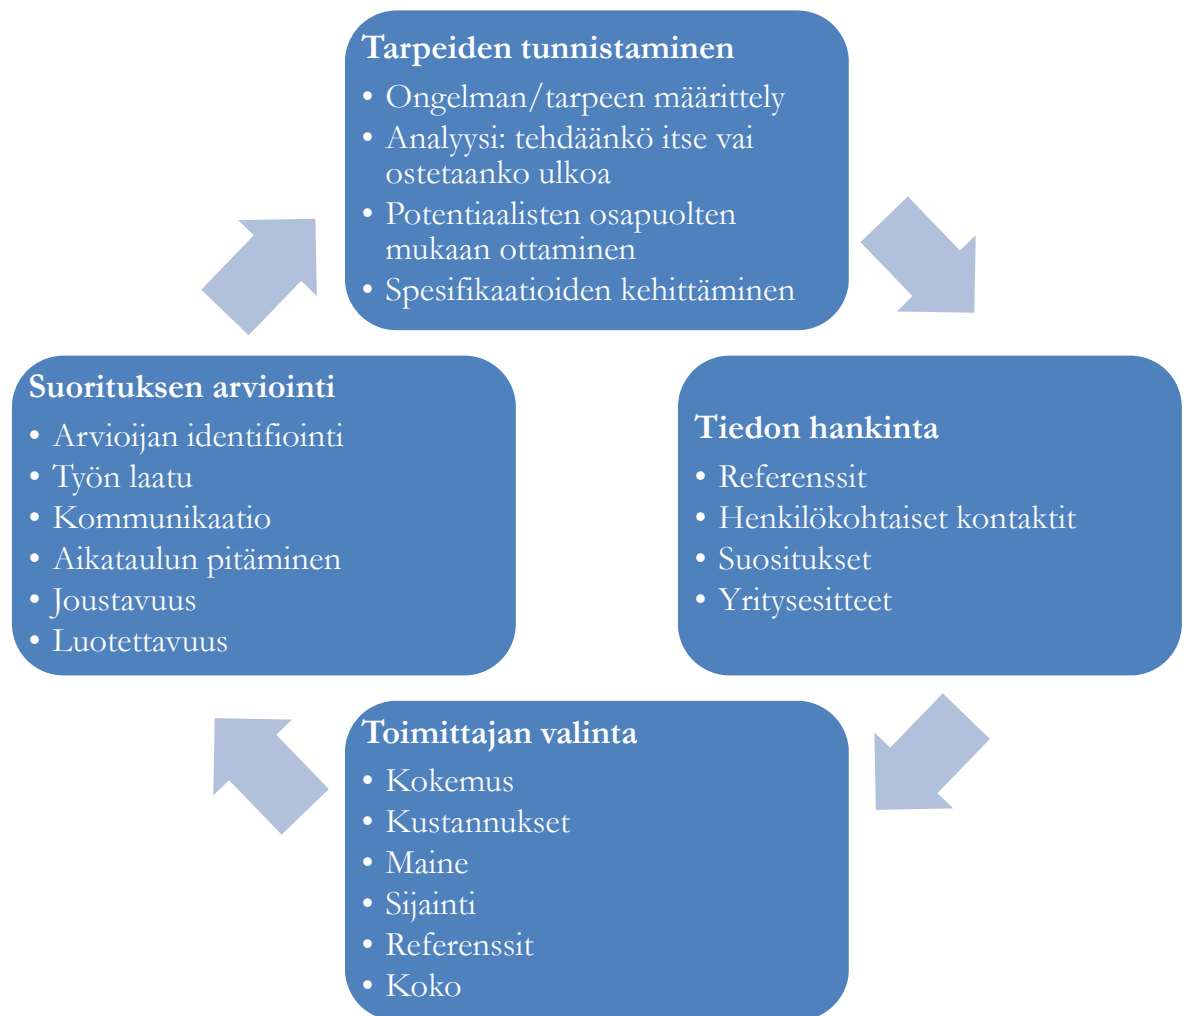 Tarpeiden tunnistaminen
• Ongelman/tarpeen määrittely
• Analyysi: tehdäänkö itse vai
ostetaanko ulkoa
• Potentiaalisten osapuolten
mukaan ottaminen
• Spesifikaatioiden kehittäminen
Tiedon hankinta
• Referenssit
• Henkilökohtaiset kontaktit
• Suositukset
• Yritysesitteet
Toimittajan valinta
• Kokemus
• Kustannukset
• Maine
• Sijainti
• Referenssit
• Koko
Suorituksen arviointi
• Arvioijan identifiointi
• Työn laatu
• Kommunikaatio
• Aikataulun pitäminen
• Joustavuus
• Luotettavuus